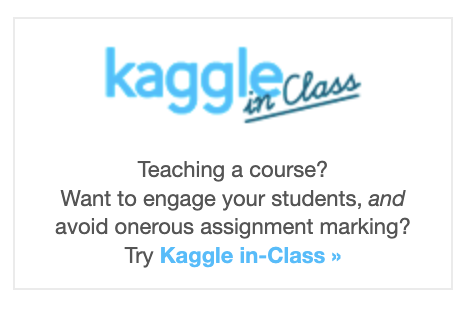 kaggle
in Class
Teaching a course?
Want to engage your students, and
avoid onerous assignment marking?
Try Kaggle in-Class »